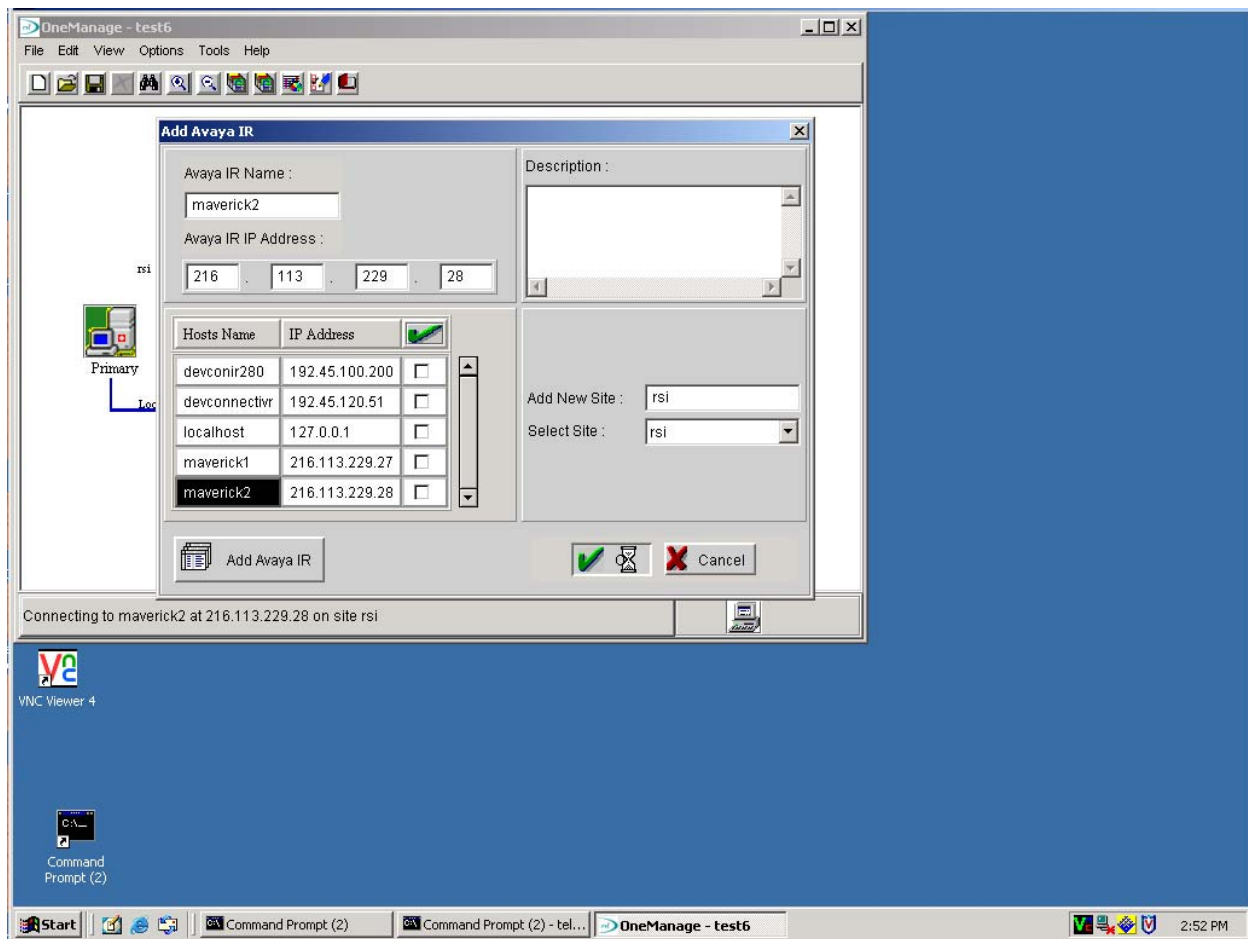 OneManage - test6
File Edit View Options Tools Help
Add Avaya IR
Avaya IR Name :
maverick2
Avaya IR IP Address :
216 . 113 . 229 . 28
Description :
rsi
Primary
Loc
Hosts Name IP Address
devconir280 192.45.100.200
devconnectivr 192.45.120.51
localhost 127.0.0.1
maverick1 216.113.229.27
maverick2 216.113.229.28
Add New Site : rsi
Select Site : rsi
Add Avaya IR
Cancel
Connecting to maverick2 at 216.113.229.28 on site rsi
VNC Viewer 4
C:\_
Command
Prompt (2)
Start Command Prompt (2) Command Prompt (2) - tel... OneManage - test6 2:52 PM